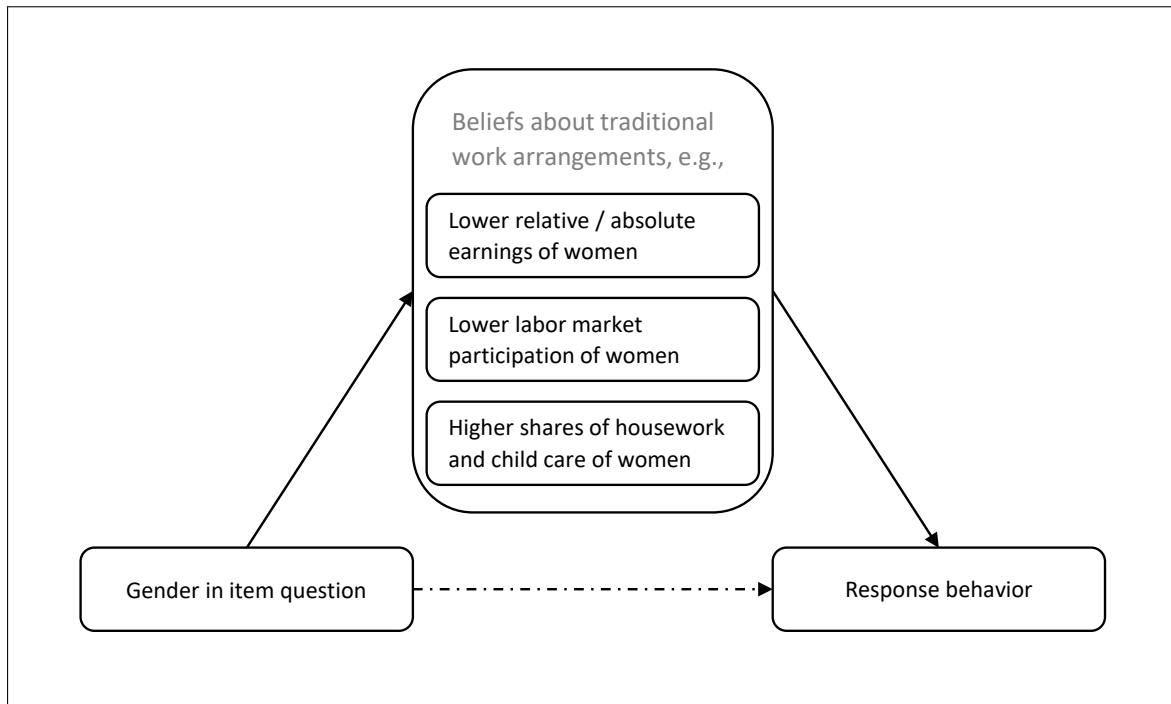 Beliefs about traditional
work arrangements, e.g.,
Lower relative / absolute
earnings of women
Lower labor market
participation of women
Higher shares of housework
and child care of women
Gender in item question
Response behavior